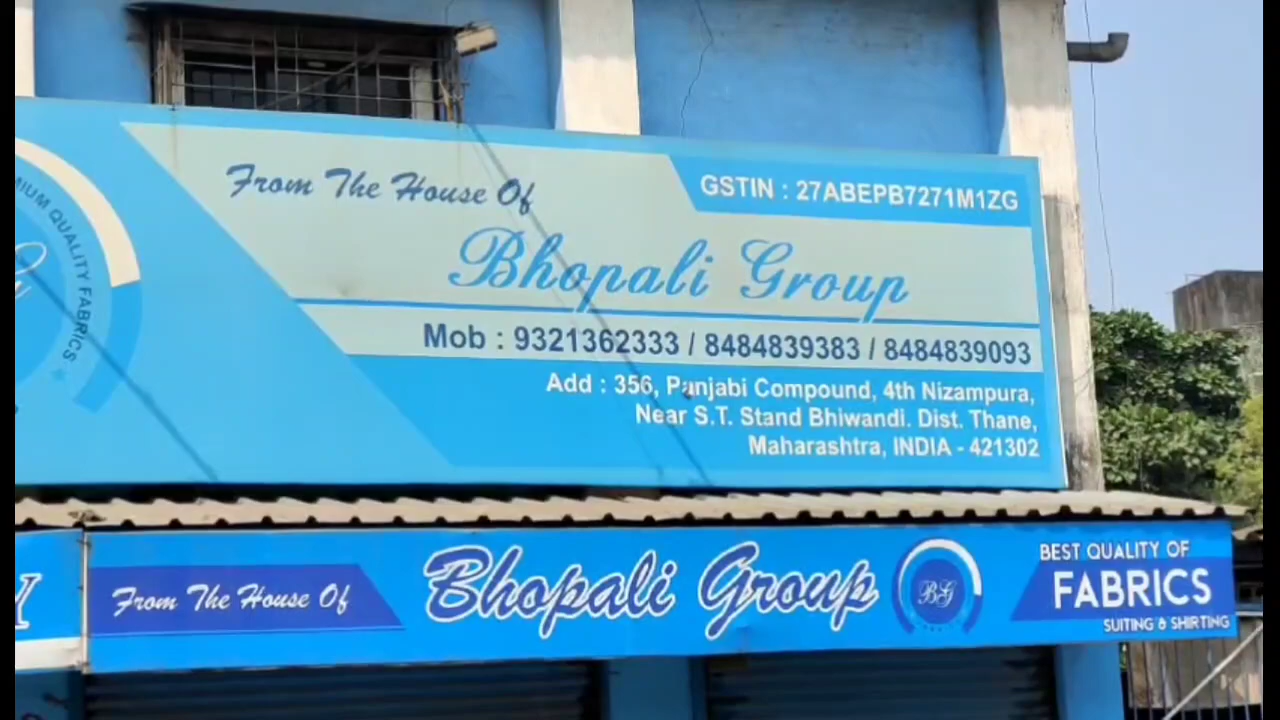 From The House Of
GSTIN : 27ABEPB7271M1ZG
Bhopali Group
Mob : 9321362333 / 8484839383 / 8484839093
Add : 356, Panjabi Compound, 4th Nizampura,
Near S.T. Stand Bhiwandi. Dist. Thane,
Maharashtra, INDIA - 421302
QUALITY FABRICS
From The House Of
Bhopali Group
BG
BEST QUALITY OF
FABRICS
SUITING & SHIRTING